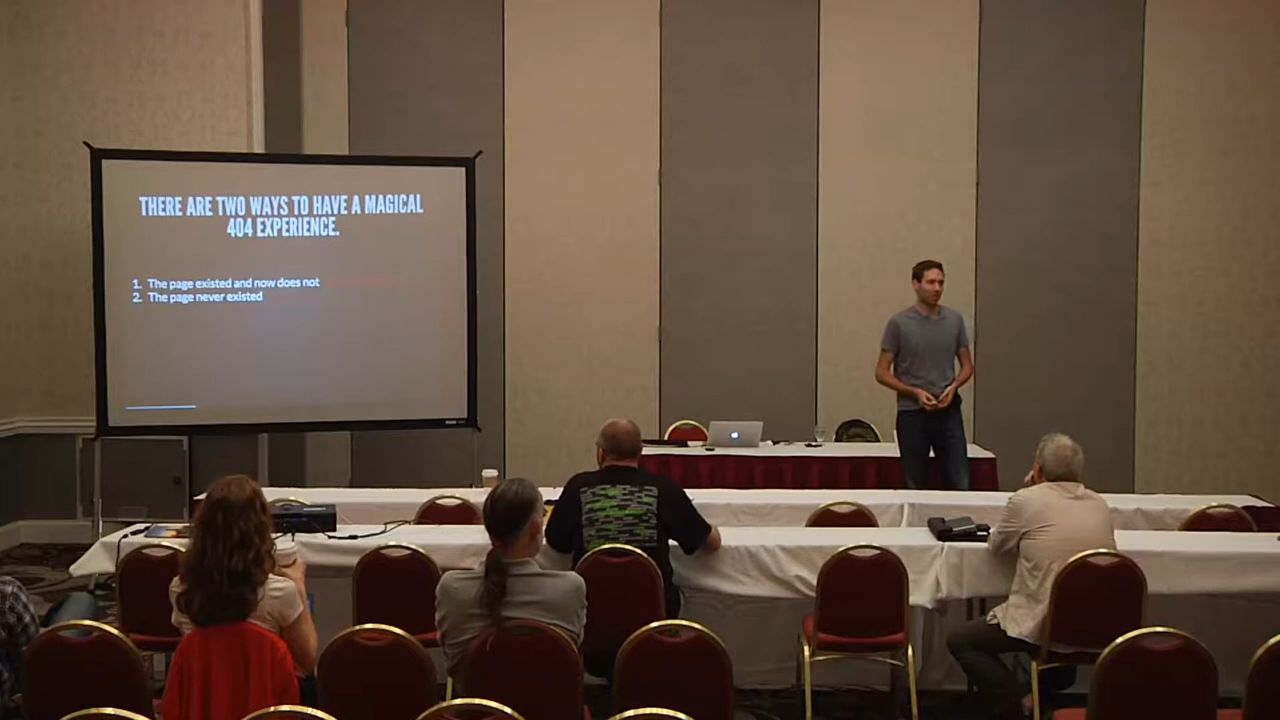 THERE ARE TWO WAYS TO HAVE A MAGICAL
404 EXPERIENCE.
1. The page existed and now does not
2. The page never existed